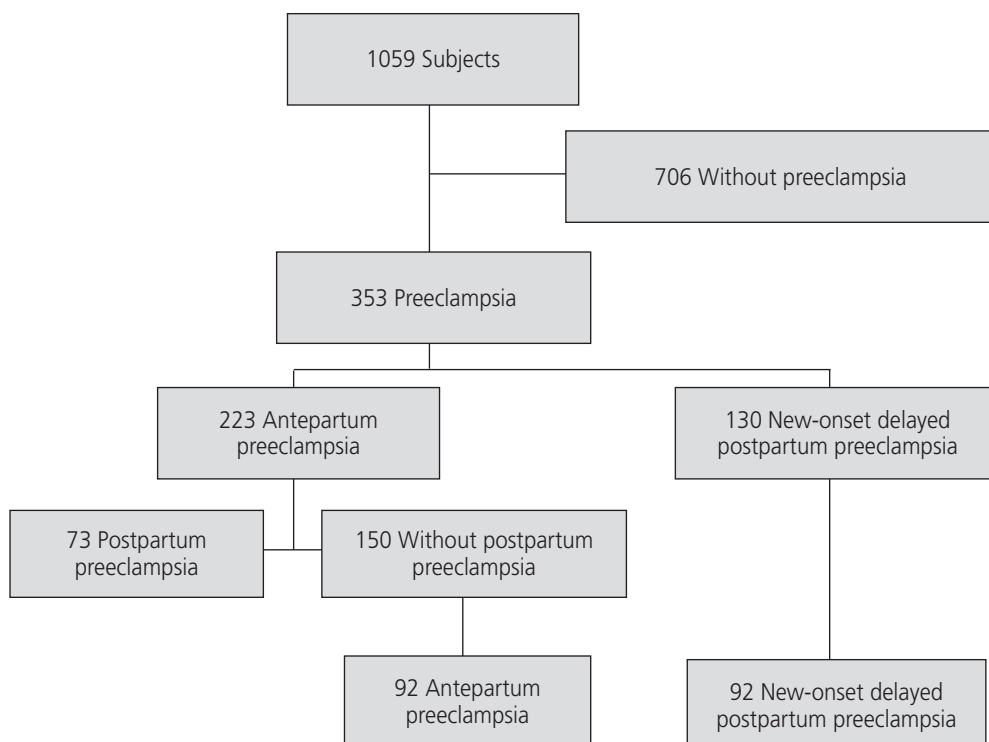 1059 Subjects
706 Without preeclampsia
353 Preeclampsia
223 Antepartum
preeclampsia
130 New-onset delayed
postpartum preeclampsia
73 Postpartum
preeclampsia
150 Without postpartum
preeclampsia
92 Antepartum
preeclampsia
92 New-onset delayed
postpartum preeclampsia